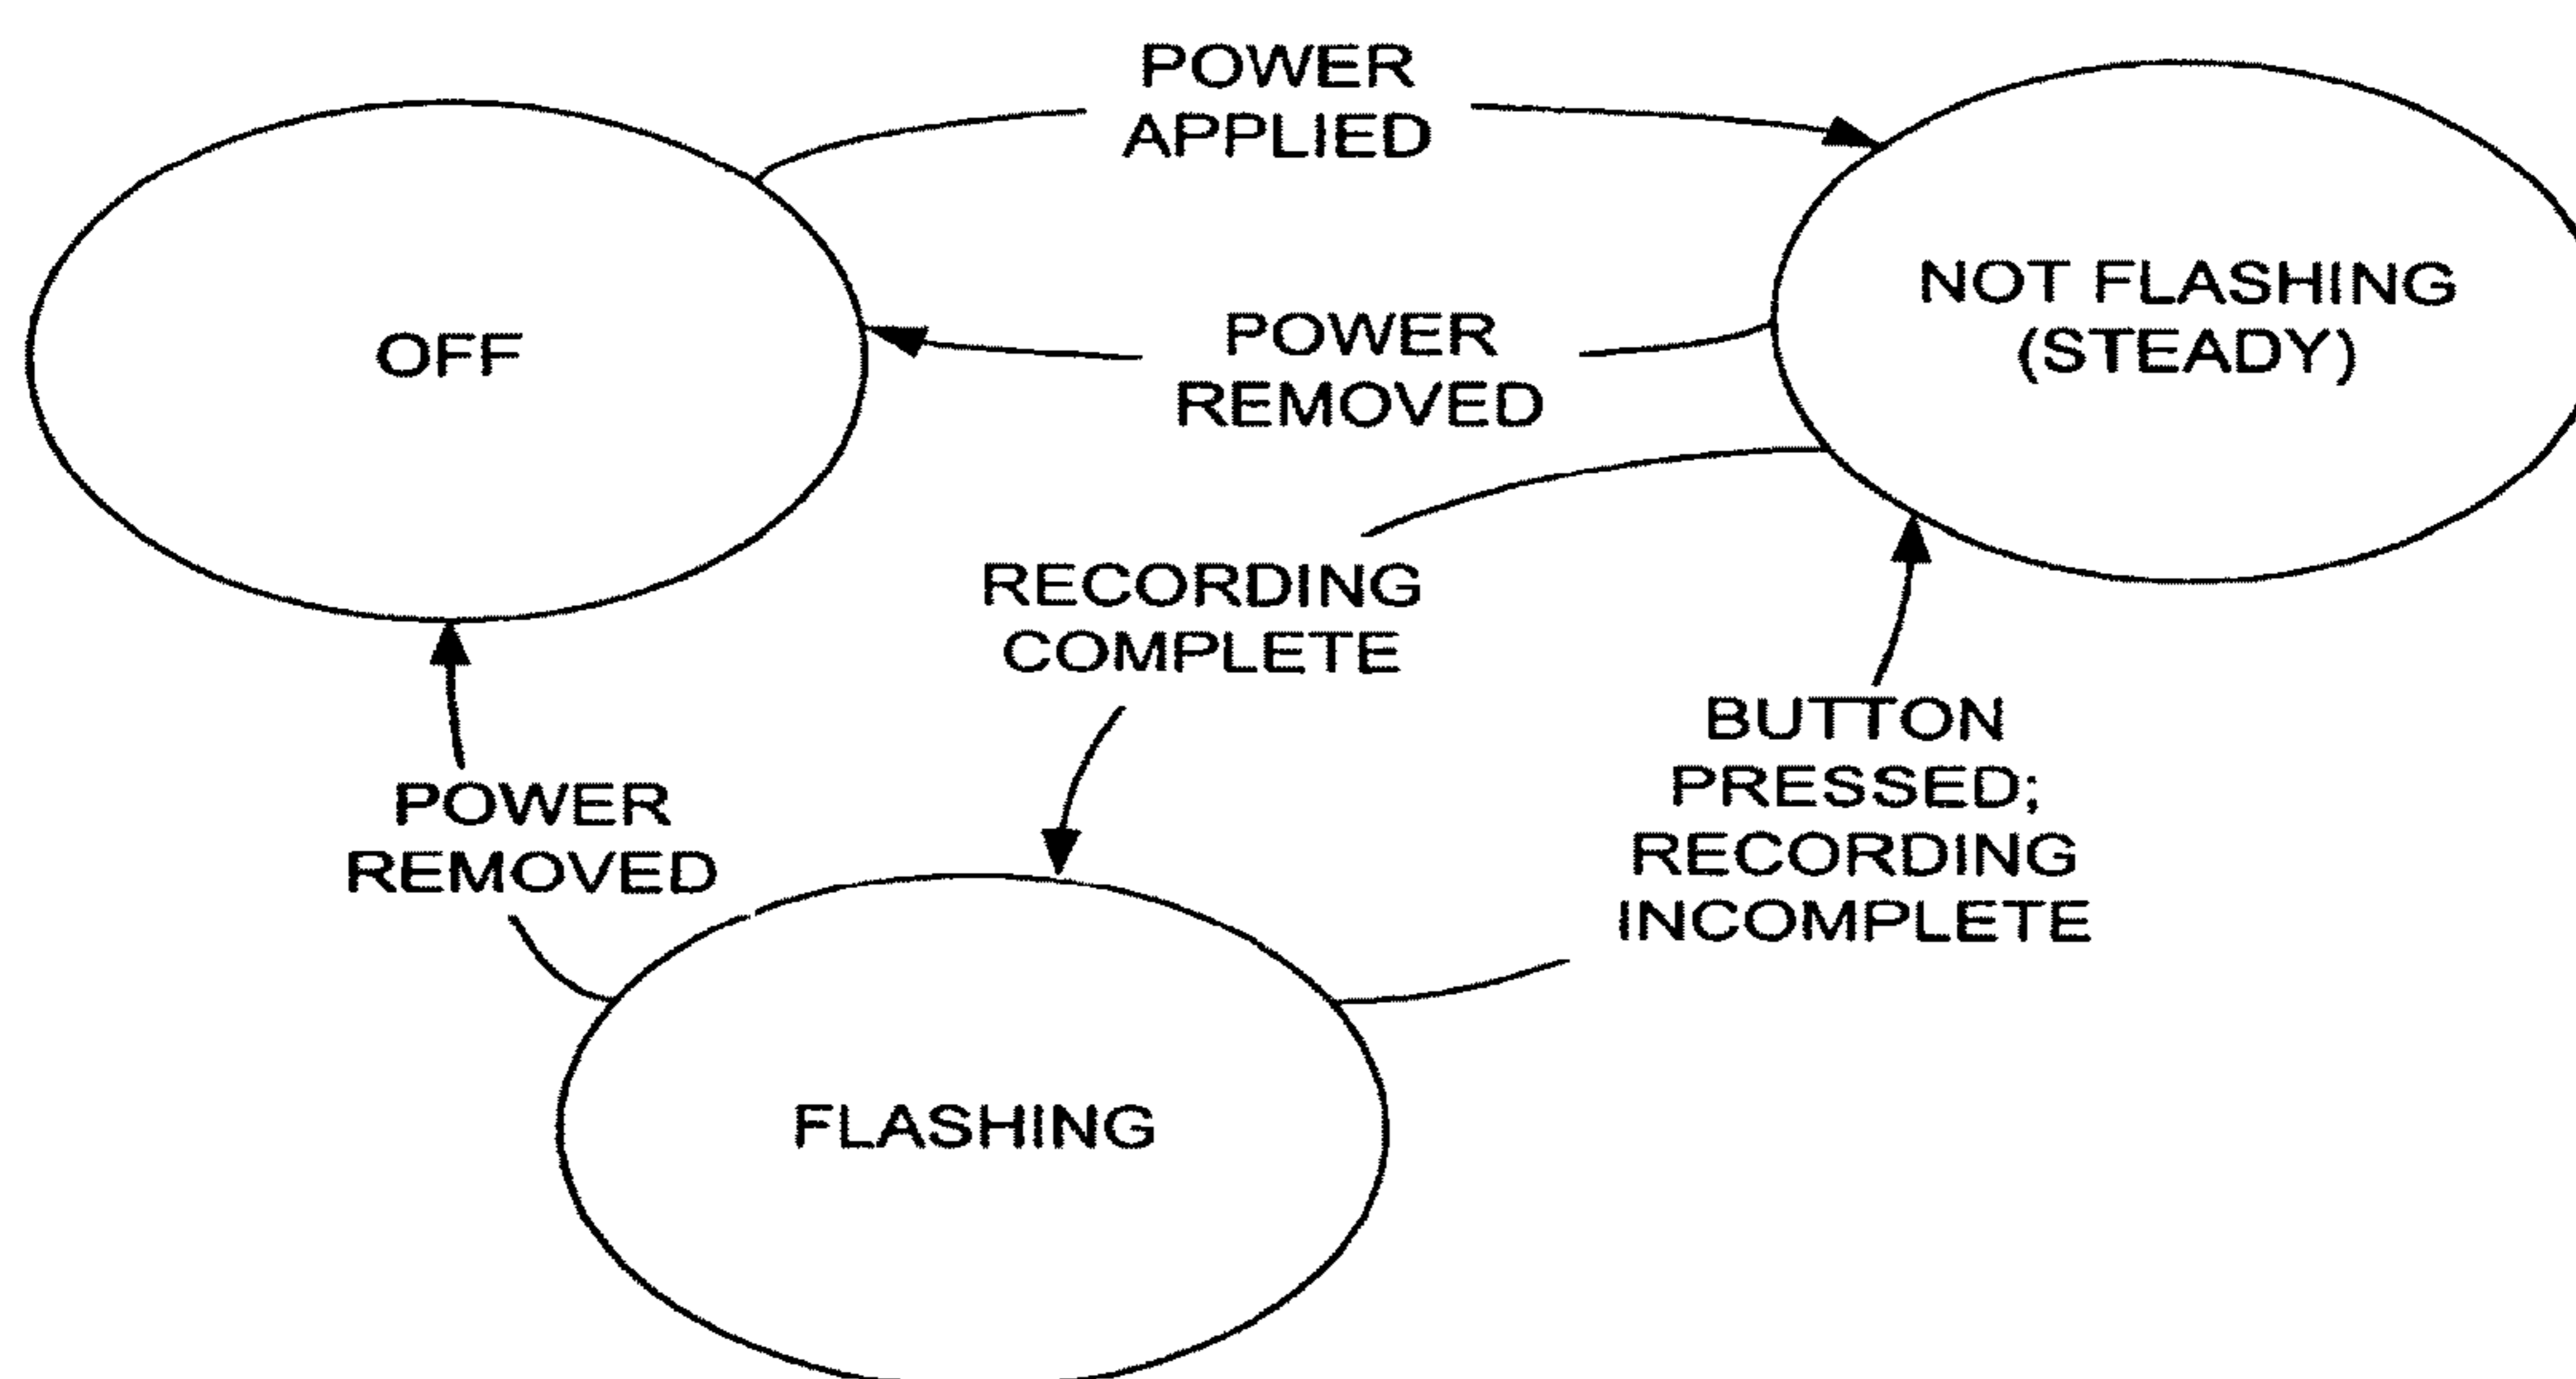 POWER
APPLIED
OFF
NOT FLASHING
(STEADY)
POWER
REMOVED
RECORDING
COMPLETE
BUTTON
PRESSED;
RECORDING
INCOMPLETE
POWER
REMOVED
FLASHING